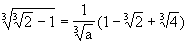 ∛(∛2 − 1) = 1/∛a (1 − ∛2 + ∛4)